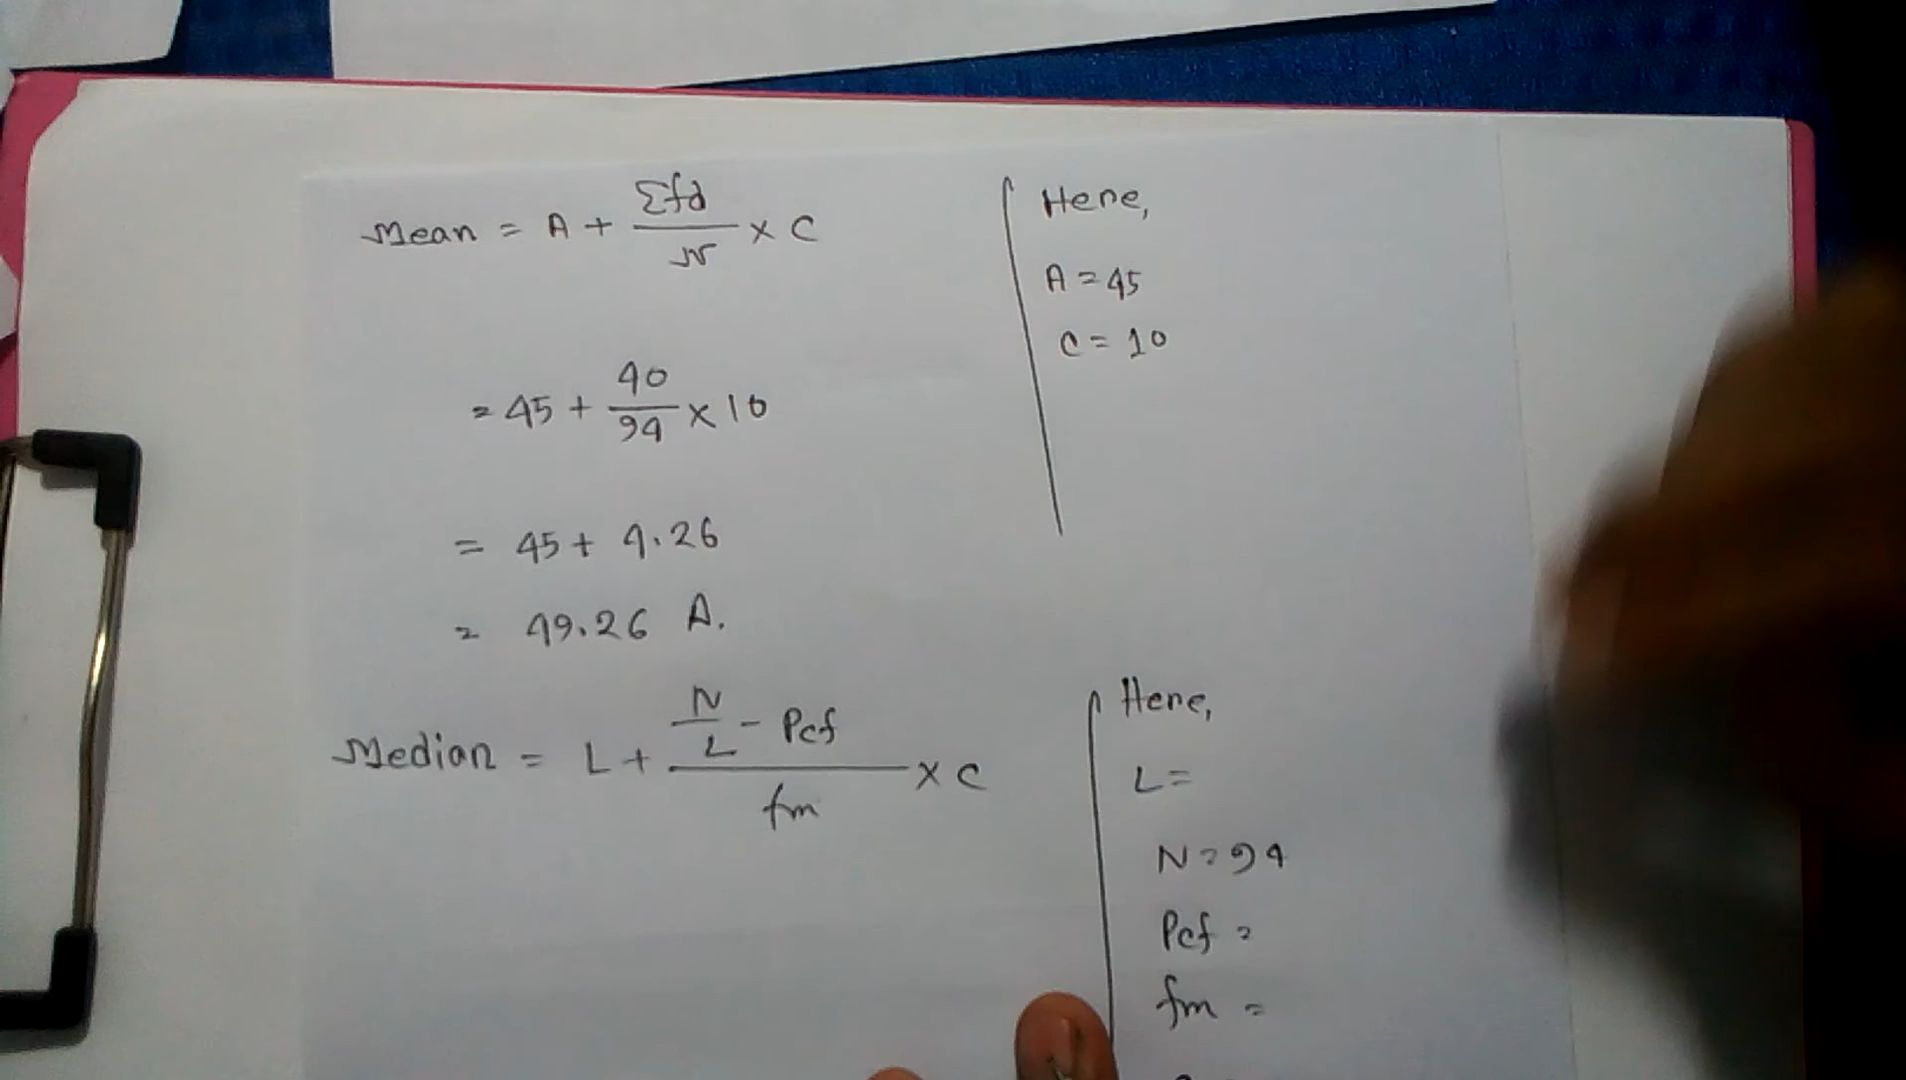 Mean = A + Σfd/N × C
= 45 + 40/94 × 10
= 45 + 4.26
= 49.26 A.
Here,
A = 45
C = 10
Median = L + (N/2 - Pcf)/fm × C
Here,
L =
N = 94
Pcf =
fm =